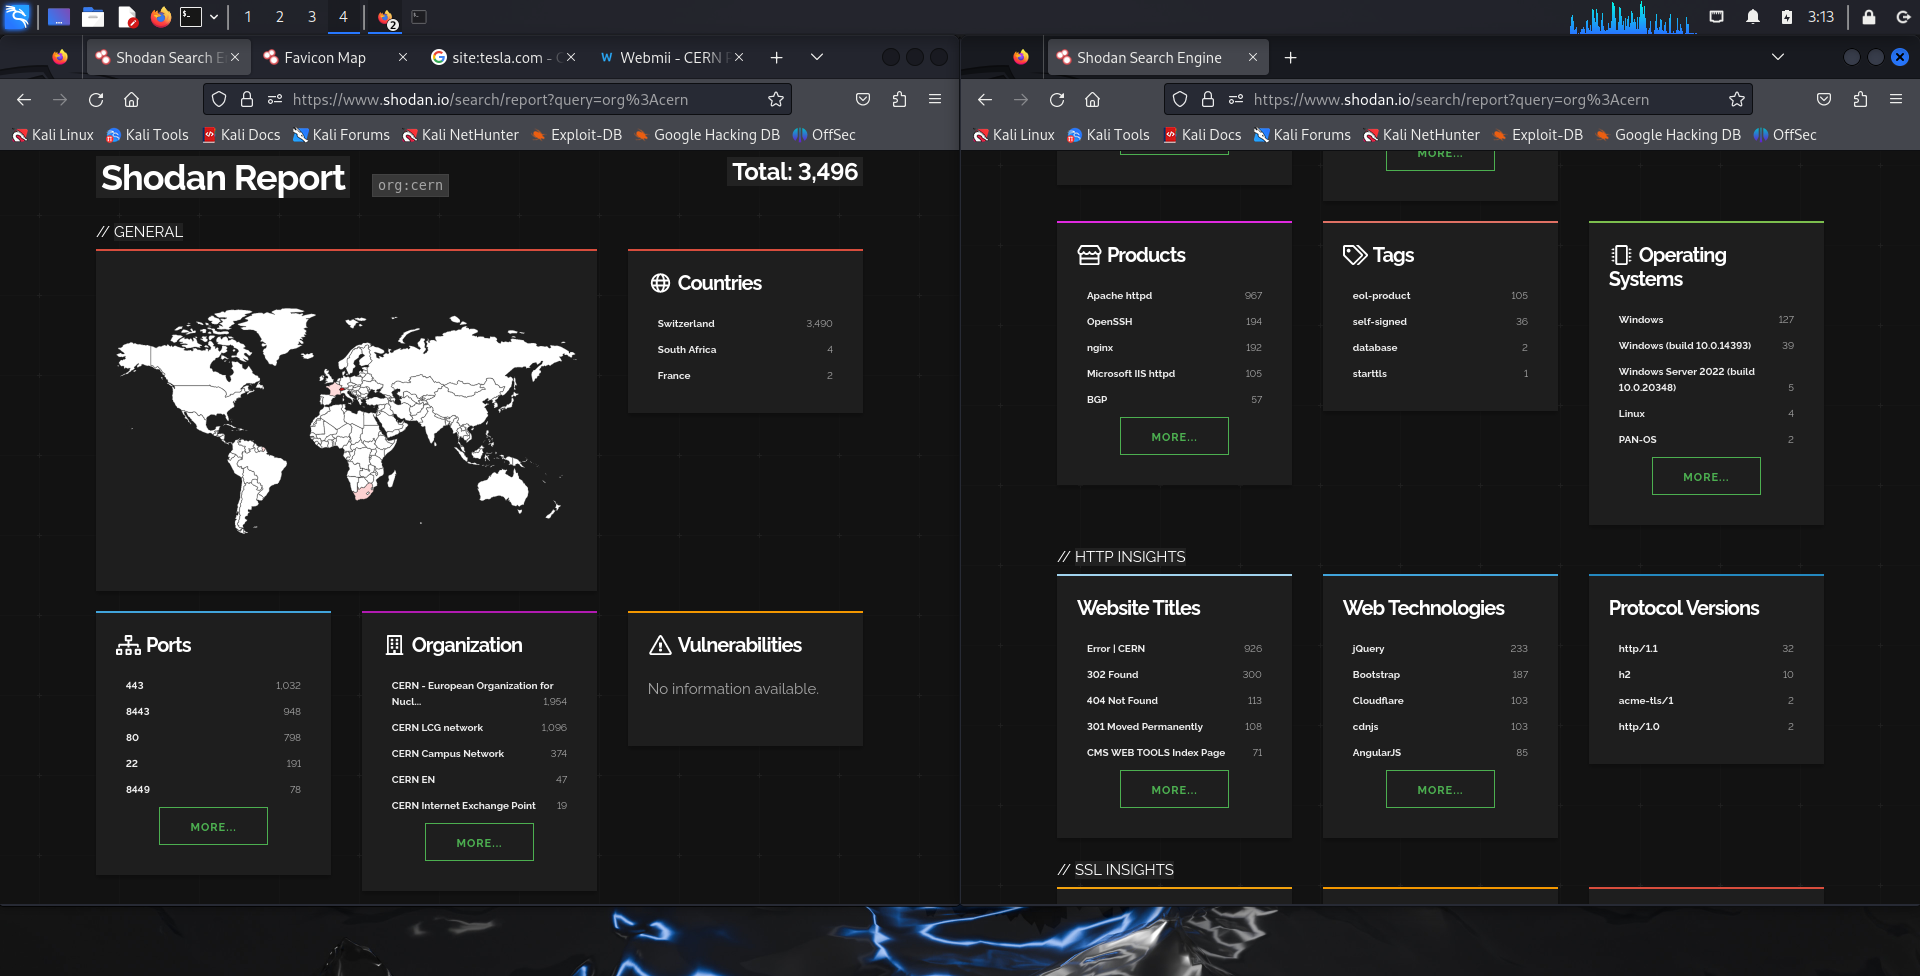 1 2 3 4 2 3:13
Shodan Search E
Favicon Map
site:tesla.com -
Webmii - CERN
https://www.shodan.io/search/report?query=org%3Acern
Kali Linux Kali Tools Kali Docs Kali Forums Kali NetHunter Exploit-DB Google Hacking DB OffSec
Shodan Report
org:cern
Total: 3,496
// GENERAL
Countries
Switzerland 3,490
South Africa 4
France 2
Ports
443 1,032
8443 948
80 798
22 191
8449 78
MORE...
Organization
CERN - European Organization for
Nucl... 1,954
CERN LCG network 1,096
CERN Campus Network 374
CERN EN 47
CERN Internet Exchange Point 19
MORE...
Vulnerabilities
No information available.
Shodan Search Engine
https://www.shodan.io/search/report?query=org%3Acern
Kali Linux Kali Tools Kali Docs Kali Forums Kali NetHunter Exploit-DB Google Hacking DB OffSec
MORE...
Products
Apache httpd 967
OpenSSH 194
nginx 192
Microsoft IIS httpd 105
BGP 57
MORE...
Tags
eol-product 105
self-signed 36
database 2
starttls 1
Operating
Systems
Windows 127
Windows (build 10.0.14393) 39
Windows Server 2022 (build
10.0.20348) 5
Linux 4
PAN-OS 2
MORE...
// HTTP INSIGHTS
Website Titles
Error | CERN 926
302 Found 300
404 Not Found 113
301 Moved Permanently 108
CMS WEB TOOLS Index Page 71
MORE...
Web Technologies
jQuery 233
Bootstrap 187
Cloudflare 103
cdnjs 103
AngularJS 85
MORE...
Protocol Versions
http/1.1 32
h2 10
acme-tls/1 2
http/1.0 2
// SSL INSIGHTS